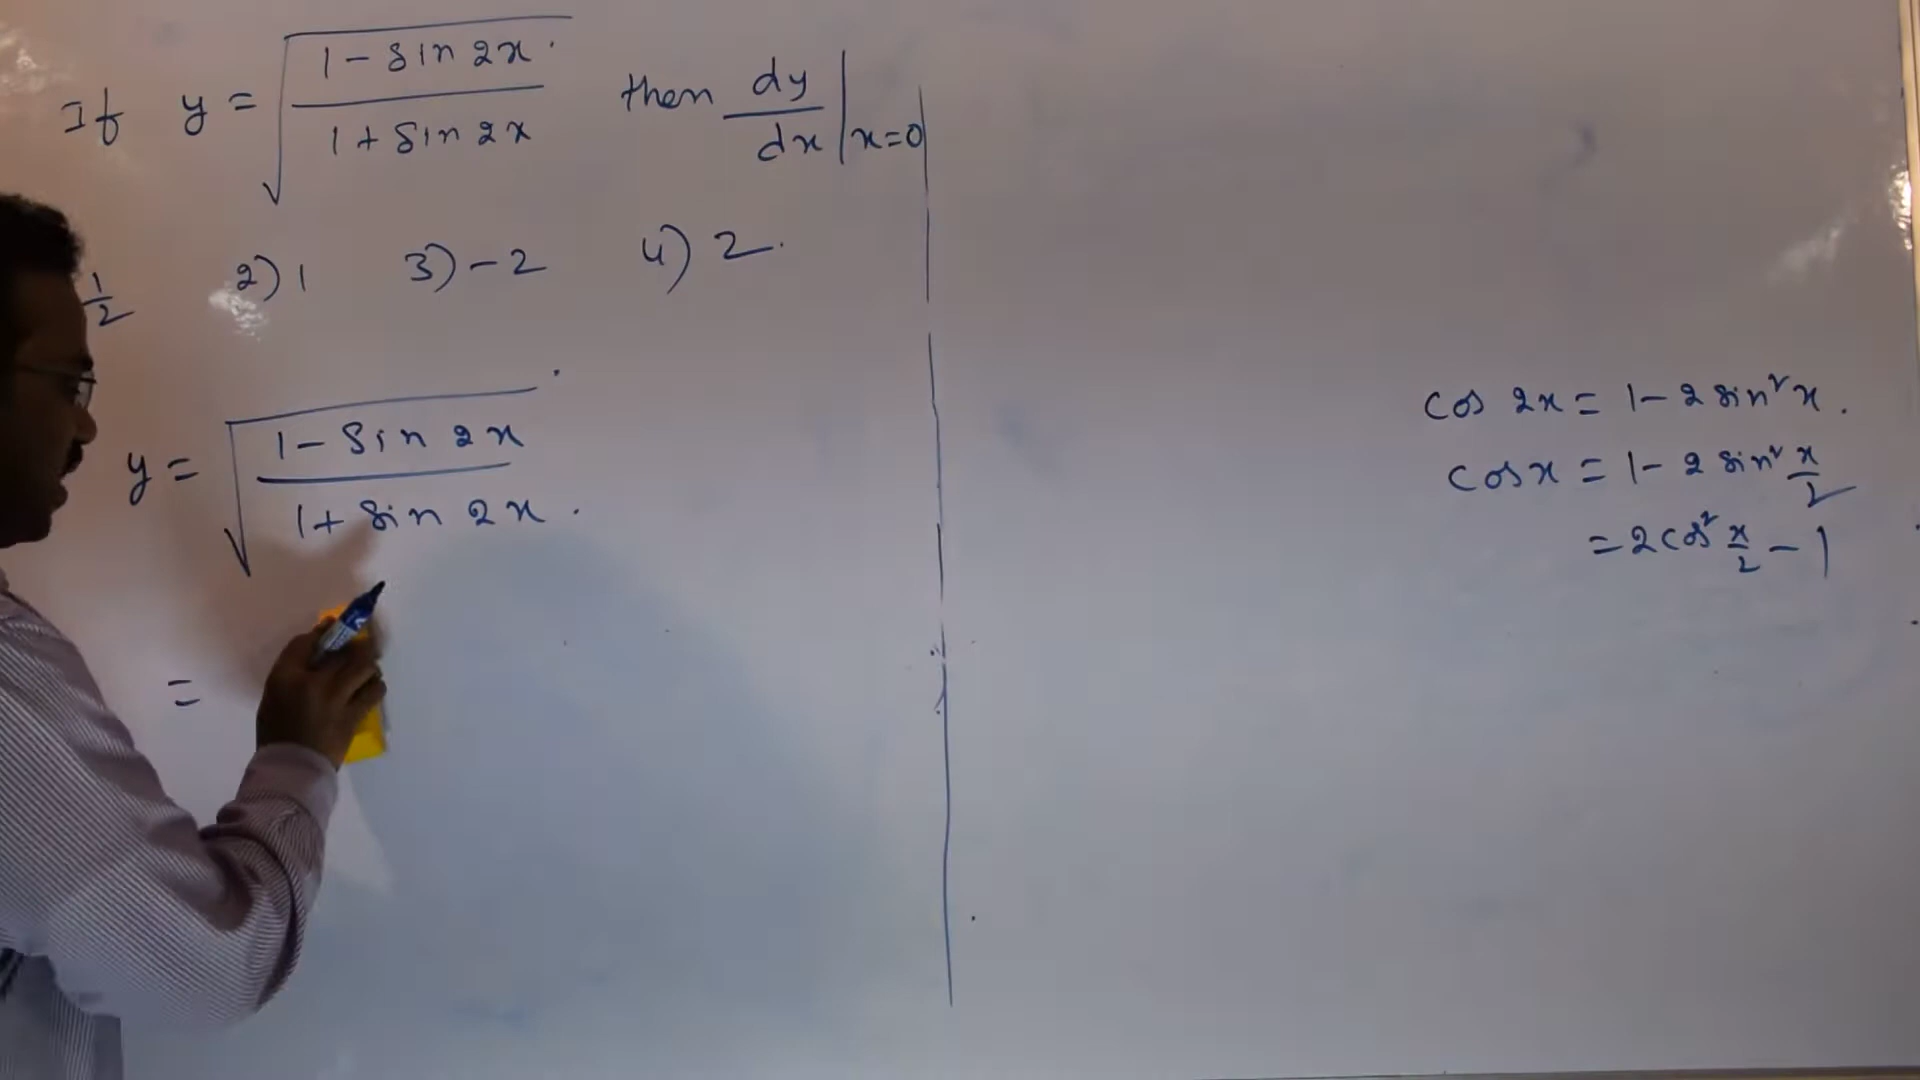 If y = √(1 - sin 2x / 1 + sin 2x) then dy/dx | x=0
1/2 2) 1 3) -2 4) 2.
y = √(1 - sin 2x / 1 + sin 2x).
=
cos 2x = 1 - 2 sin² x.
cos x = 1 - 2 sin² x/2
= 2 cos² x/2 - 1